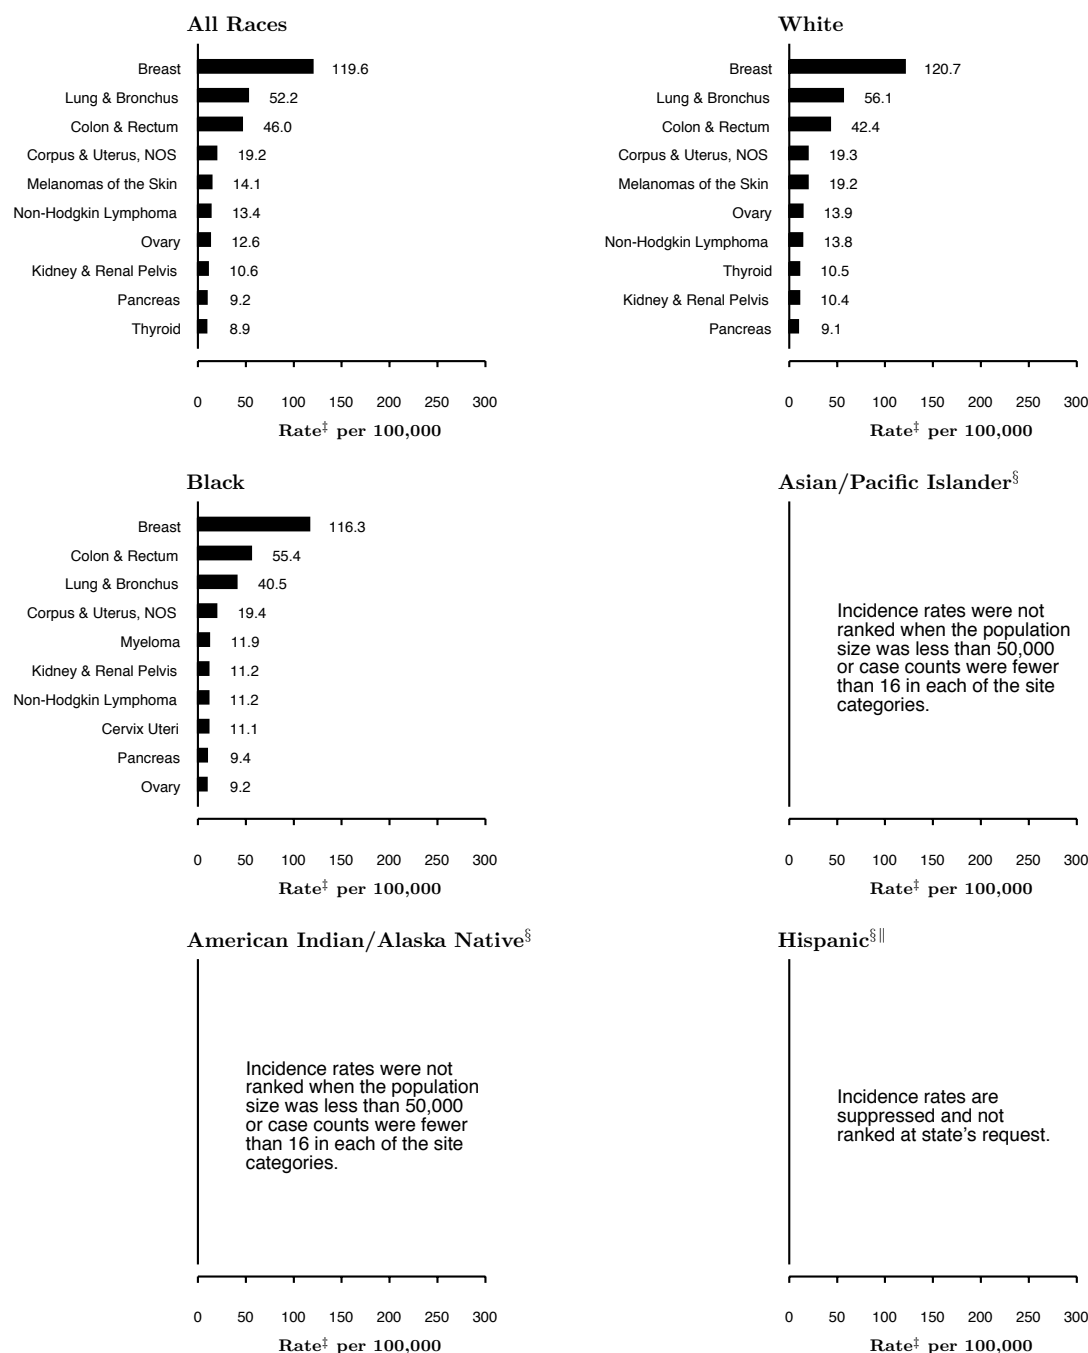 All Races
Breast 119.6
Lung & Bronchus 52.2
Colon & Rectum 46.0
Corpus & Uterus, NOS 19.2
Melanomas of the Skin 14.1
Non-Hodgkin Lymphoma 13.4
Ovary 12.6
Kidney & Renal Pelvis 10.6
Pancreas 9.2
Thyroid 8.9
0 50 100 150 200 250 300
Rate‡ per 100,000
White
Breast 120.7
Lung & Bronchus 56.1
Colon & Rectum 42.4
Corpus & Uterus, NOS 19.3
Melanomas of the Skin 19.2
Ovary 13.9
Non-Hodgkin Lymphoma 13.8
Thyroid 10.5
Kidney & Renal Pelvis 10.4
Pancreas 9.1
0 50 100 150 200 250 300
Rate‡ per 100,000
Black
Breast 116.3
Colon & Rectum 55.4
Lung & Bronchus 40.5
Corpus & Uterus, NOS 19.4
Myeloma 11.9
Kidney & Renal Pelvis 11.2
Non-Hodgkin Lymphoma 11.2
Cervix Uteri 11.1
Pancreas 9.4
Ovary 9.2
0 50 100 150 200 250 300
Rate‡ per 100,000
Asian/Pacific Islander§
Incidence rates were not
ranked when the population
size was less than 50,000
or case counts were fewer
than 16 in each of the site
categories.
0 50 100 150 200 250 300
Rate‡ per 100,000
American Indian/Alaska Native§
Incidence rates were not
ranked when the population
size was less than 50,000
or case counts were fewer
than 16 in each of the site
categories.
0 50 100 150 200 250 300
Rate‡ per 100,000
Hispanic§‖
Incidence rates are
suppressed and not
ranked at state's request.
0 50 100 150 200 250 300
Rate‡ per 100,000